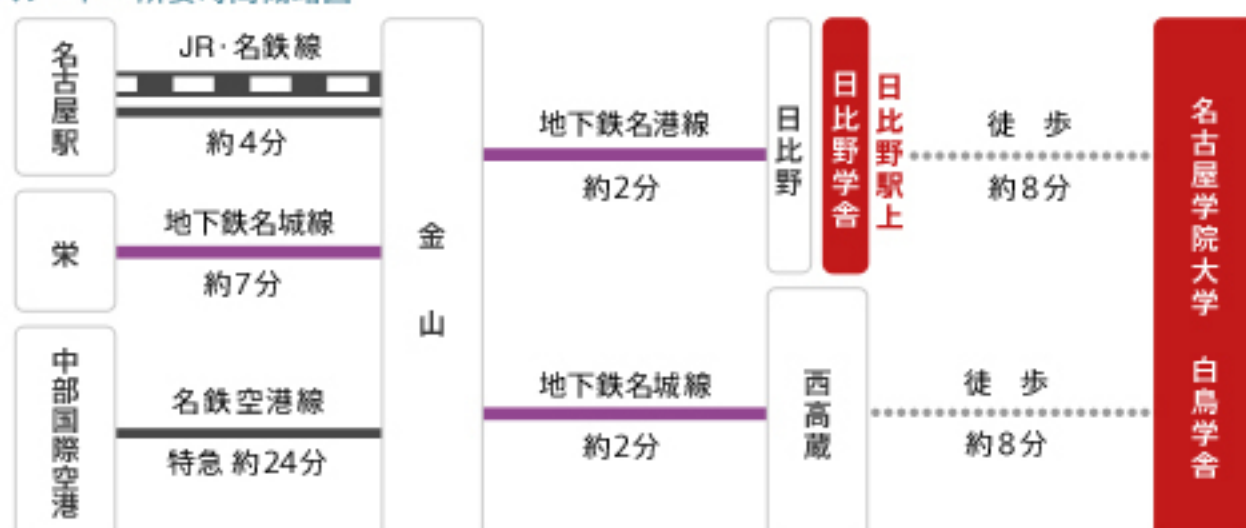 名古屋駅
JR・名鉄線
約4分
栄
地下鉄名城線
約7分
中部国際空港
名鉄空港線
特急 約24分
金山
地下鉄名港線
約2分
日比野
日比野学舎
日比野駅上
徒歩
約8分
地下鉄名城線
約2分
西高蔵
徒歩
約8分
名古屋学院大学 白鳥学舎